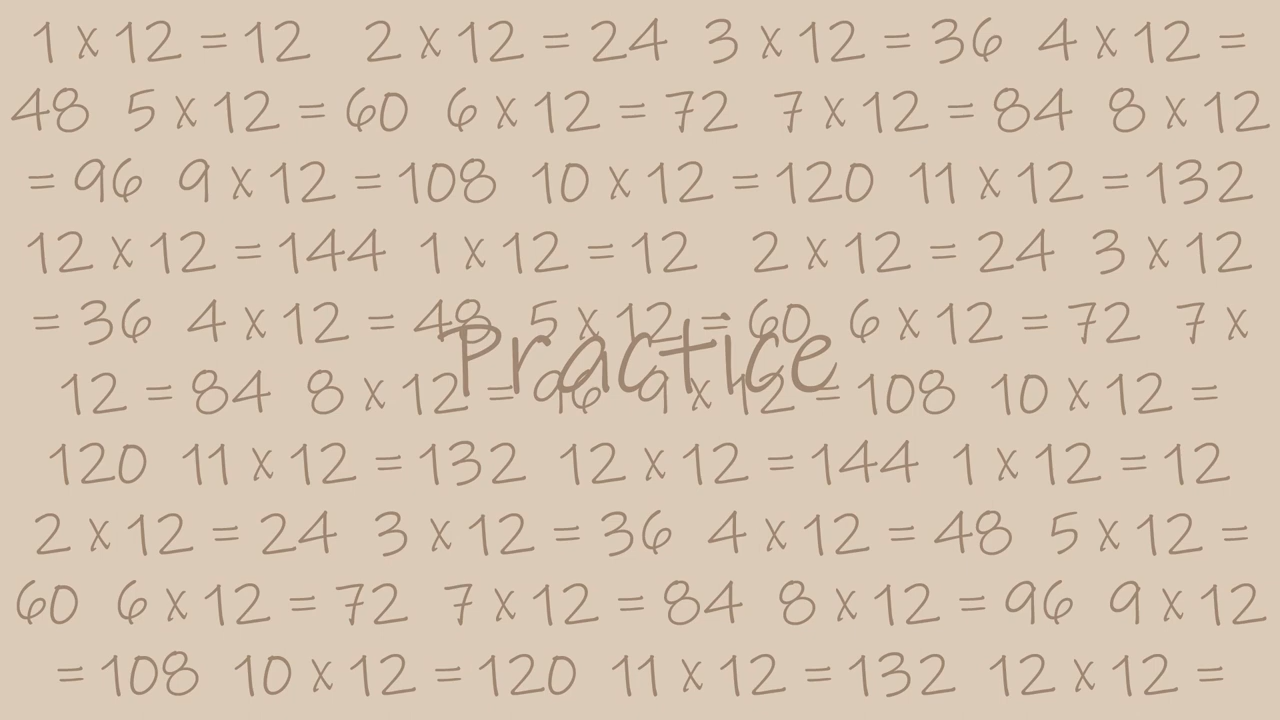 1 x 12 = 12 2 x 12 = 24 3 x 12 = 36 4 x 12 =
48 5 x 12 = 60 6 x 12 = 72 7 x 12 = 84 8 x 12
= 96 9 x 12 = 108 10 x 12 = 120 11 x 12 = 132
12 x 12 = 144 1 x 12 = 12 2 x 12 = 24 3 x 12
= 36 4 x 12 = 48 5 x 12 = 60 6 x 12 = 72 7 x
Practice
12 = 84 8 x 12 = 96 9 x 12 = 108 10 x 12 =
120 11 x 12 = 132 12 x 12 = 144 1 x 12 = 12
2 x 12 = 24 3 x 12 = 36 4 x 12 = 48 5 x 12 =
60 6 x 12 = 72 7 x 12 = 84 8 x 12 = 96 9 x 12
= 108 10 x 12 = 120 11 x 12 = 132 12 x 12 =